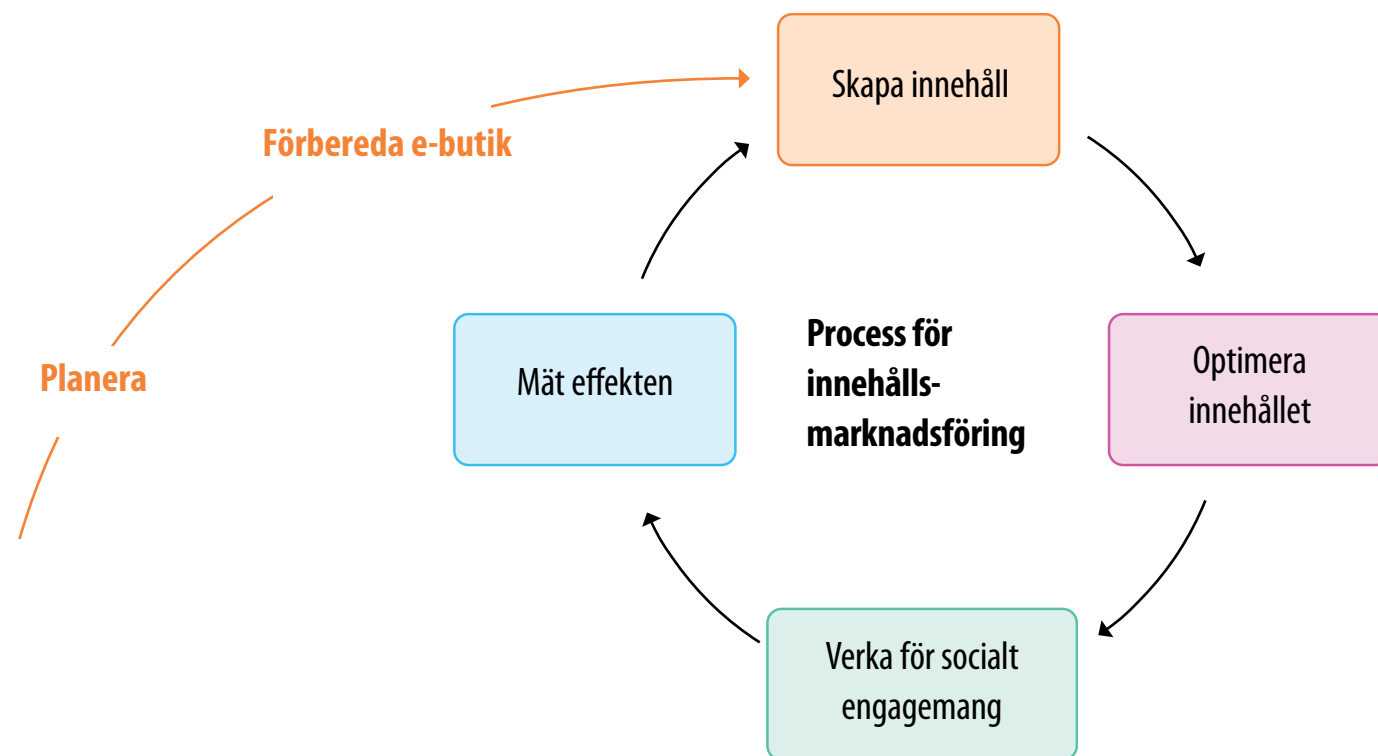 Skapa innehåll
Förbereda e-butik
Planera
Mät effekten
Process för
innehålls-
marknadsföring
Optimera
innehållet
Verka för socialt
engagemang